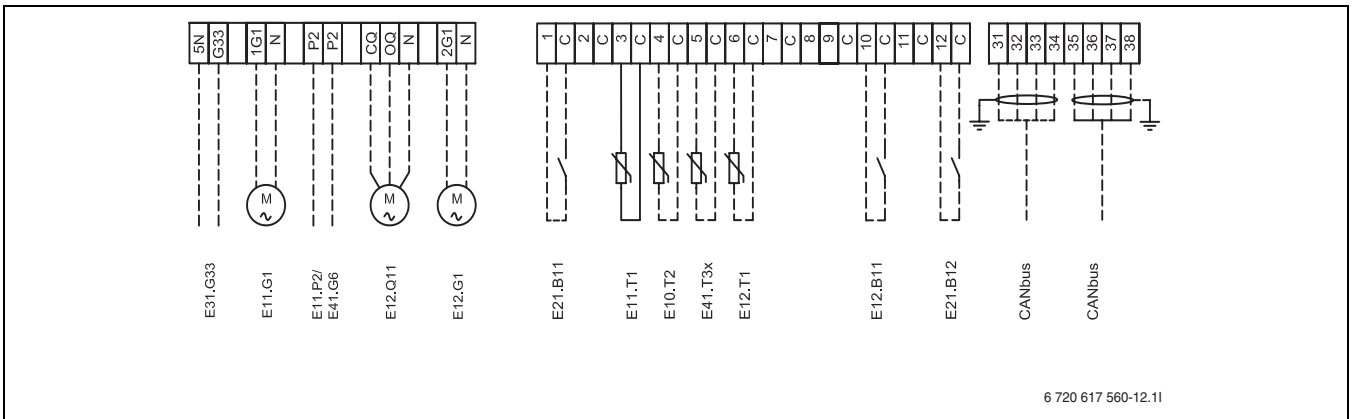 5N G33 1G1 N P2 P2 CQ OQ N 2G1 N 1 C 2 C 3 C 4 C 5 C 6 C 7 C 8 9 C 10 C 11 C 12 C 31 32 33 34 35 36 37 38
M M M
E31.G33
E11.G1
E11.P2/
E41.G6
E12.Q11
E12.G1
E21.B11
E11.T1
E10.T2
E41.T3x
E12.T1
E12.B11
E21.B12
CANbus
CANbus
6 720 617 560-12.1I